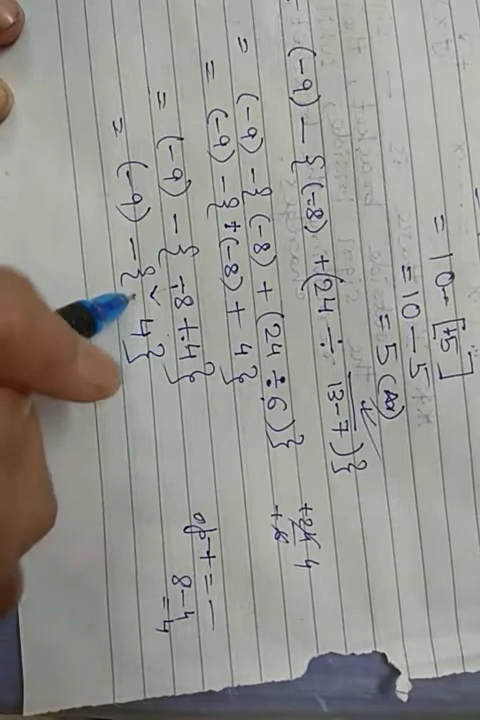 = 10 - [+5]
= 10 - 5
= 5 (Ans)
(-9) - { (-8) + (24 ÷ 13-7) }
= (-9) - { (-8) + (24 ÷ 6) }
= (-9) - { + (-8) + 4 }
= (-9) - { -8 + 4 }
= (-9) - { 4 }
+24 4
+6
8-4
=4